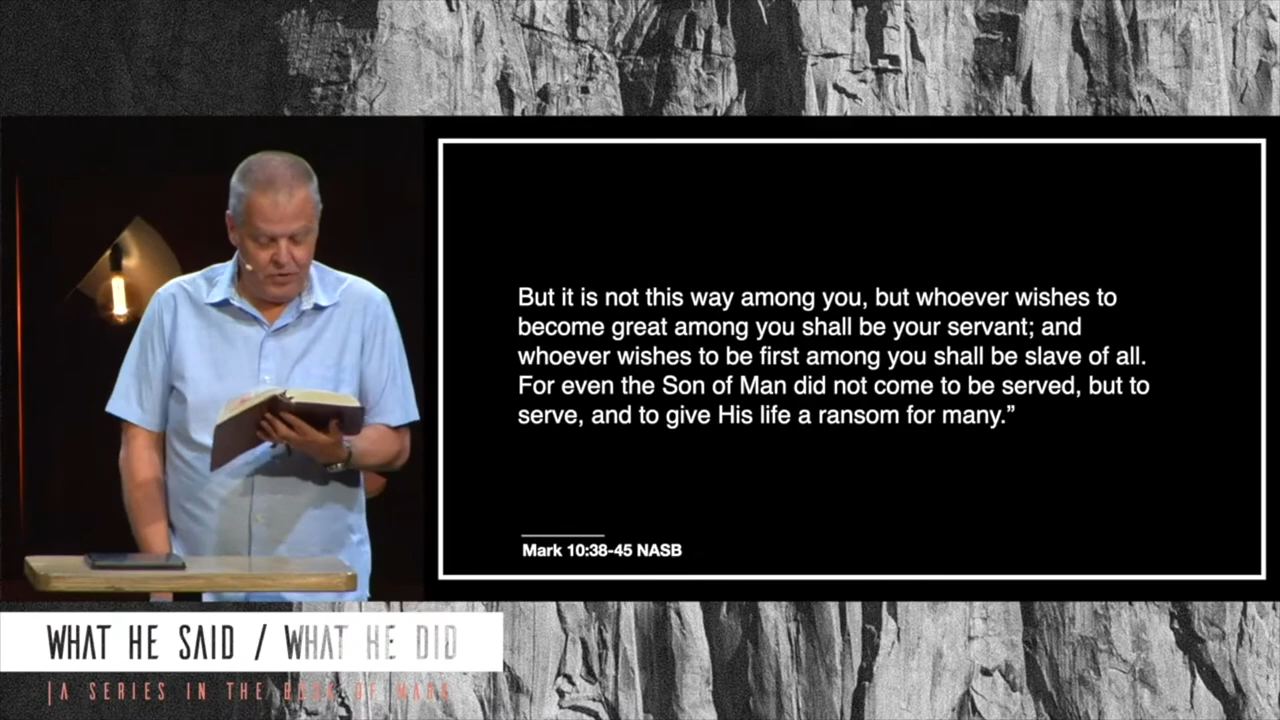 But it is not this way among you, but whoever wishes to
become great among you shall be your servant; and
whoever wishes to be first among you shall be slave of all.
For even the Son of Man did not come to be served, but to
serve, and to give His life a ransom for many.”
Mark 10:38-45 NASB
WHAT HE SAID / WHAT HE DID
A SERIES IN THE BOOK OF MARK